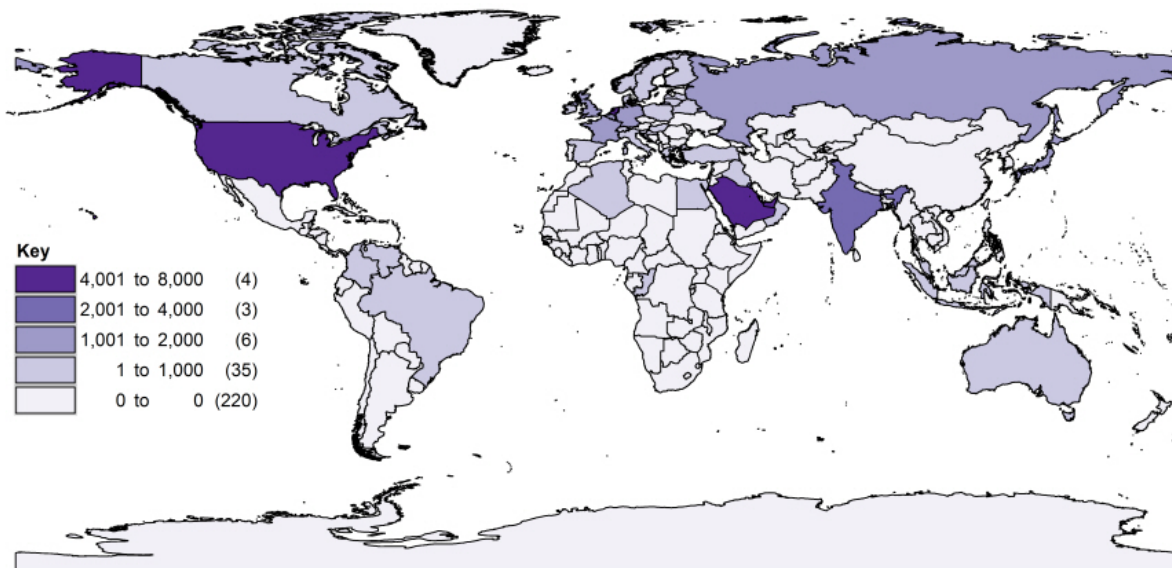 Key
4,001 to 8,000 (4)
2,001 to 4,000 (3)
1,001 to 2,000 (6)
1 to 1,000 (35)
0 to 0 (220)